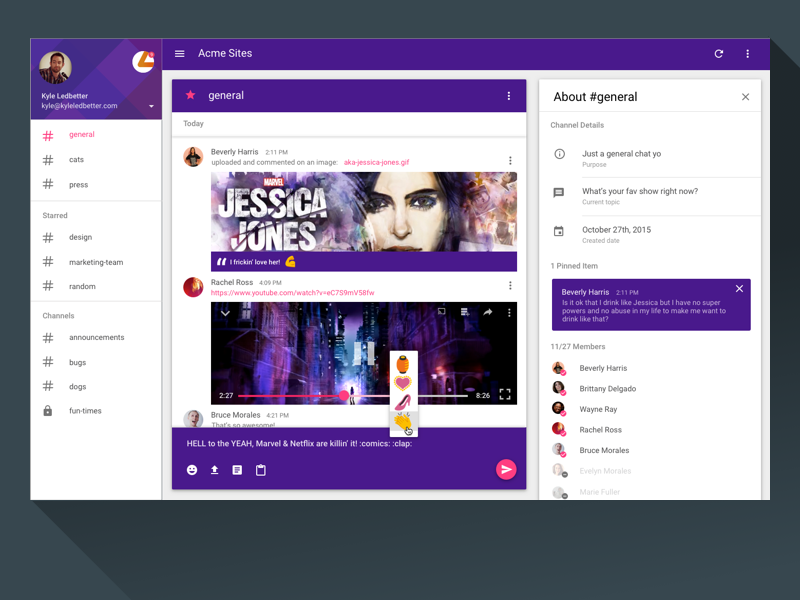 Kyle Ledbetter
kyle@kyleledbetter.com
# general
# cats
# press
Starred
# design
# marketing-team
# random
Channels
# announcements
# bugs
# dogs
fun-times
Acme Sites
general
Today
Beverly Harris 2:11 PM
uploaded and commented on an image: aka-jessica-jones.gif
MARVEL
JESSICA
JONES
I frickin' love her!
Rachel Ross 4:09 PM
https://www.youtube.com/watch?v=eC7S9mV58fw
2:27
8:26
Bruce Morales 4:21 PM
That's so awesome!
HELL to the YEAH, Marvel & Netflix are killin' it! :comics: :clap:
About #general
Channel Details
Just a general chat yo
Purpose
What's your fav show right now?
Current topic
October 27th, 2015
Created date
1 Pinned Item
Beverly Harris 2:11 PM
Is it ok that I drink like Jessica but I have no super
powers and no abuse in my life to make me want to
drink like that?
11/27 Members
Beverly Harris
Brittany Delgado
Wayne Ray
Rachel Ross
Bruce Morales
Evelyn Morales
Marie Fuller